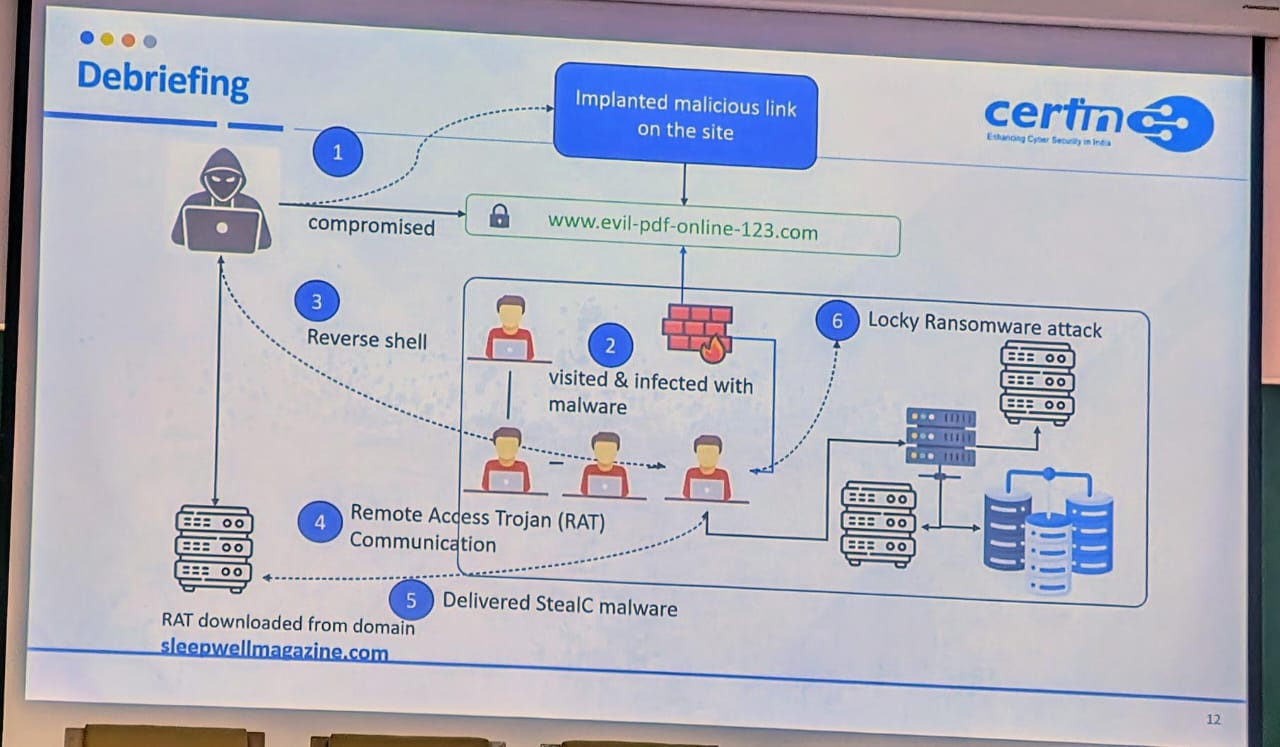 Debriefing
Implanted malicious link
on the site
certin
Enhancing Cyber Security in India
1
compromised
www.evil-pdf-online-123.com
3
Reverse shell
2
visited & infected with
malware
6
Locky Ransomware attack
4
Remote Access Trojan (RAT)
Communication
5
Delivered StealC malware
RAT downloaded from domain
sleepwellmagazine.com
12